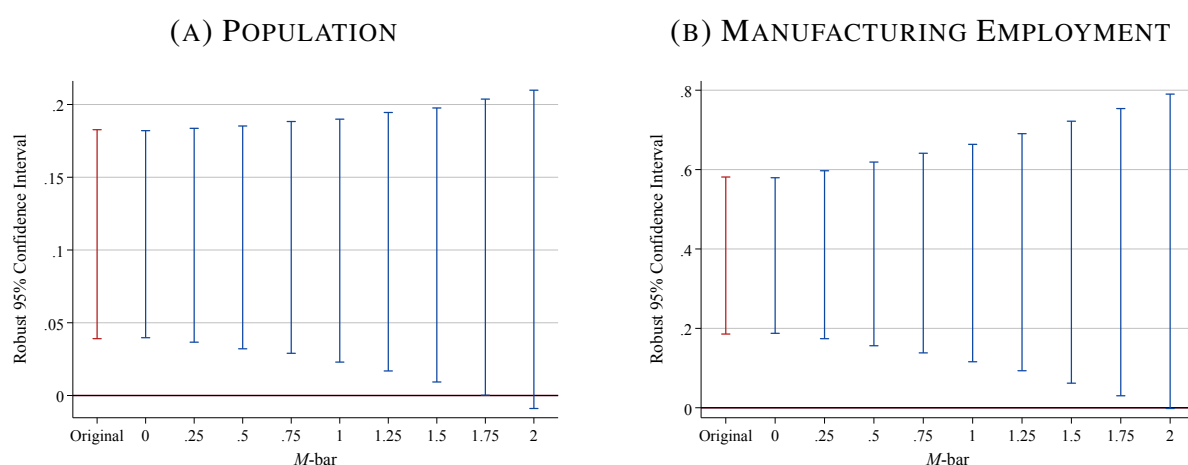 (A) POPULATION
Robust 95% Confidence Interval
.2
.15
.1
.05
0
Original 0 .25 .5 .75 1 1.25 1.5 1.75 2
M-bar
(B) MANUFACTURING EMPLOYMENT
Robust 95% Confidence Interval
.8
.6
.4
.2
0
Original 0 .25 .5 .75 1 1.25 1.5 1.75 2
M-bar